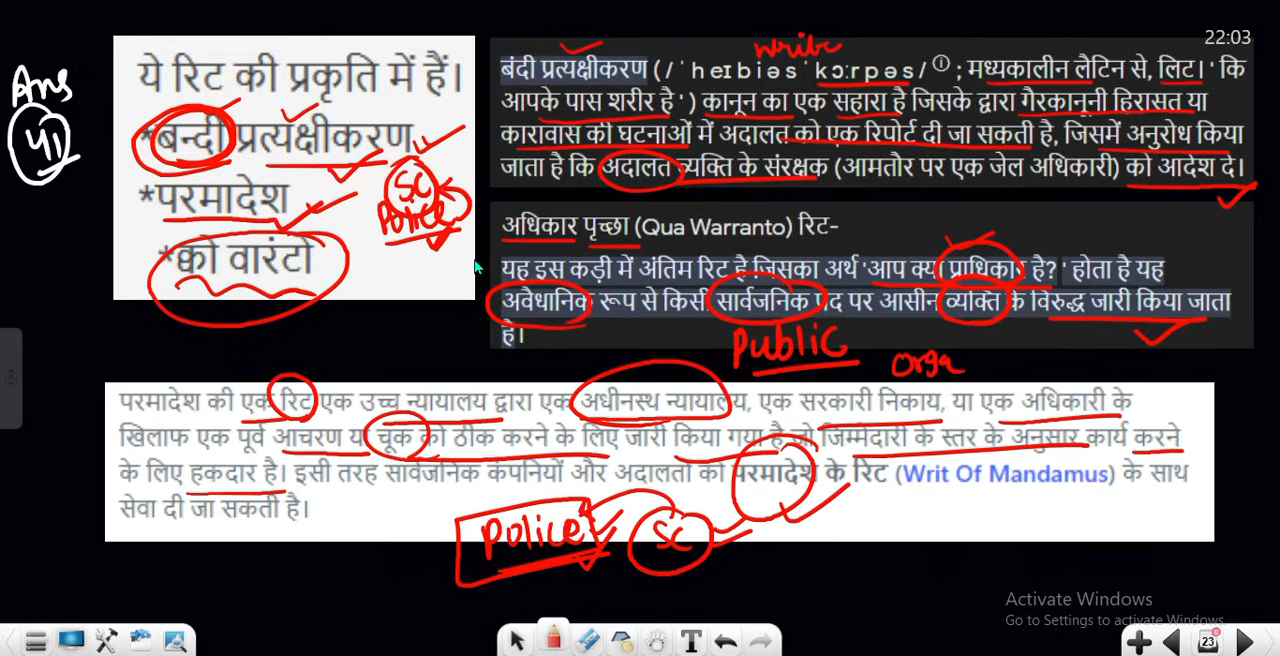 22:03
Ans
41
ये रिट की प्रकृति में हैं।
*बन्दी प्रत्यक्षीकरण
*परमादेश
*क्वो वारंटो
SC
Police
write
बंदी प्रत्यक्षीकरण (/ ˈ h eɪ b i ə s ˈ k ɔː r p ə s / ; मध्यकालीन लैटिन से, लिट। ' कि
आपके पास शरीर है ' ) कानून का एक सहारा है जिसके द्वारा गैरकानूनी हिरासत या
कारावास की घटनाओं में अदालत को एक रिपोर्ट दी जा सकती है, जिसमें अनुरोध किया
जाता है कि अदालत व्यक्ति के संरक्षक (आमतौर पर एक जेल अधिकारी) को आदेश दे।
अधिकार पृच्छा (Qua Warranto) रिट-
यह इस कड़ी में अंतिम रिट है जिसका अर्थ 'आप क्या प्राधिकार है? ' होता है यह
अवैधानिक रूप से किसी सार्वजनिक पद पर आसीन व्यक्ति के विरुद्ध जारी किया जाता
है।
Public
Orga
परमादेश की एक रिट एक उच्च न्यायालय द्वारा एक अधीनस्थ न्यायालय, एक सरकारी निकाय, या एक अधिकारी के
खिलाफ एक पूर्व आचरण या चूक को ठीक करने के लिए जारी किया गया है जो जिम्मेदारी के स्तर के अनुसार कार्य करने
के लिए हकदार है। इसी तरह सार्वजनिक कंपनियों और अदालतों को परमादेश के रिट (Writ Of Mandamus) के साथ
सेवा दी जा सकती है।
Police
SC
Activate Windows
Go to Settings to activate Windows.
T
23